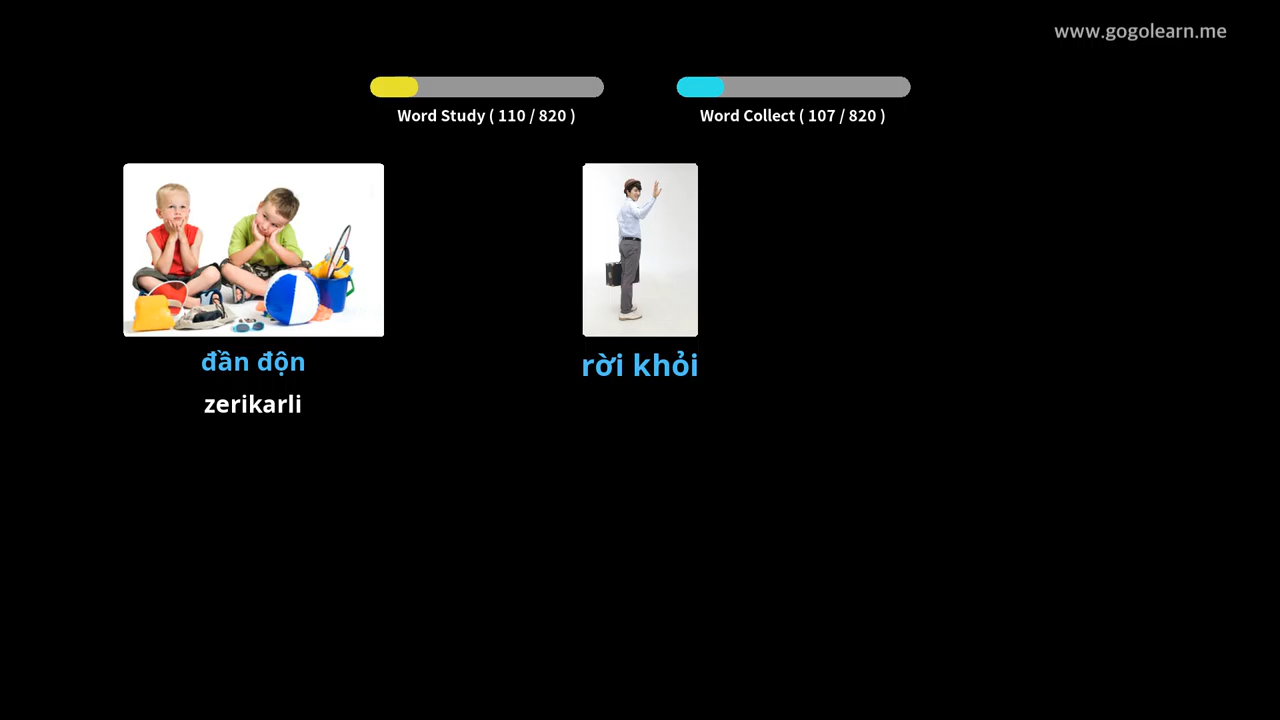 www.gogolearn.me
Word Study ( 110 / 820 )
Word Collect ( 107 / 820 )
đần độn
rời khỏi
zerikarli